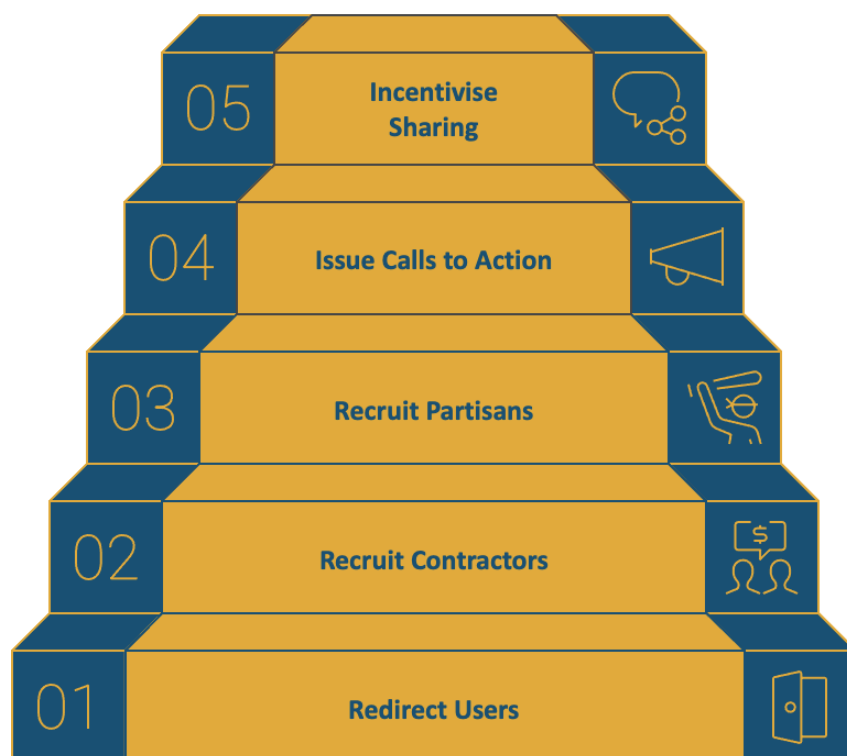 05
Incentivise
Sharing
04
Issue Calls to Action
03
Recruit Partisans
02
Recruit Contractors
$
01
Redirect Users